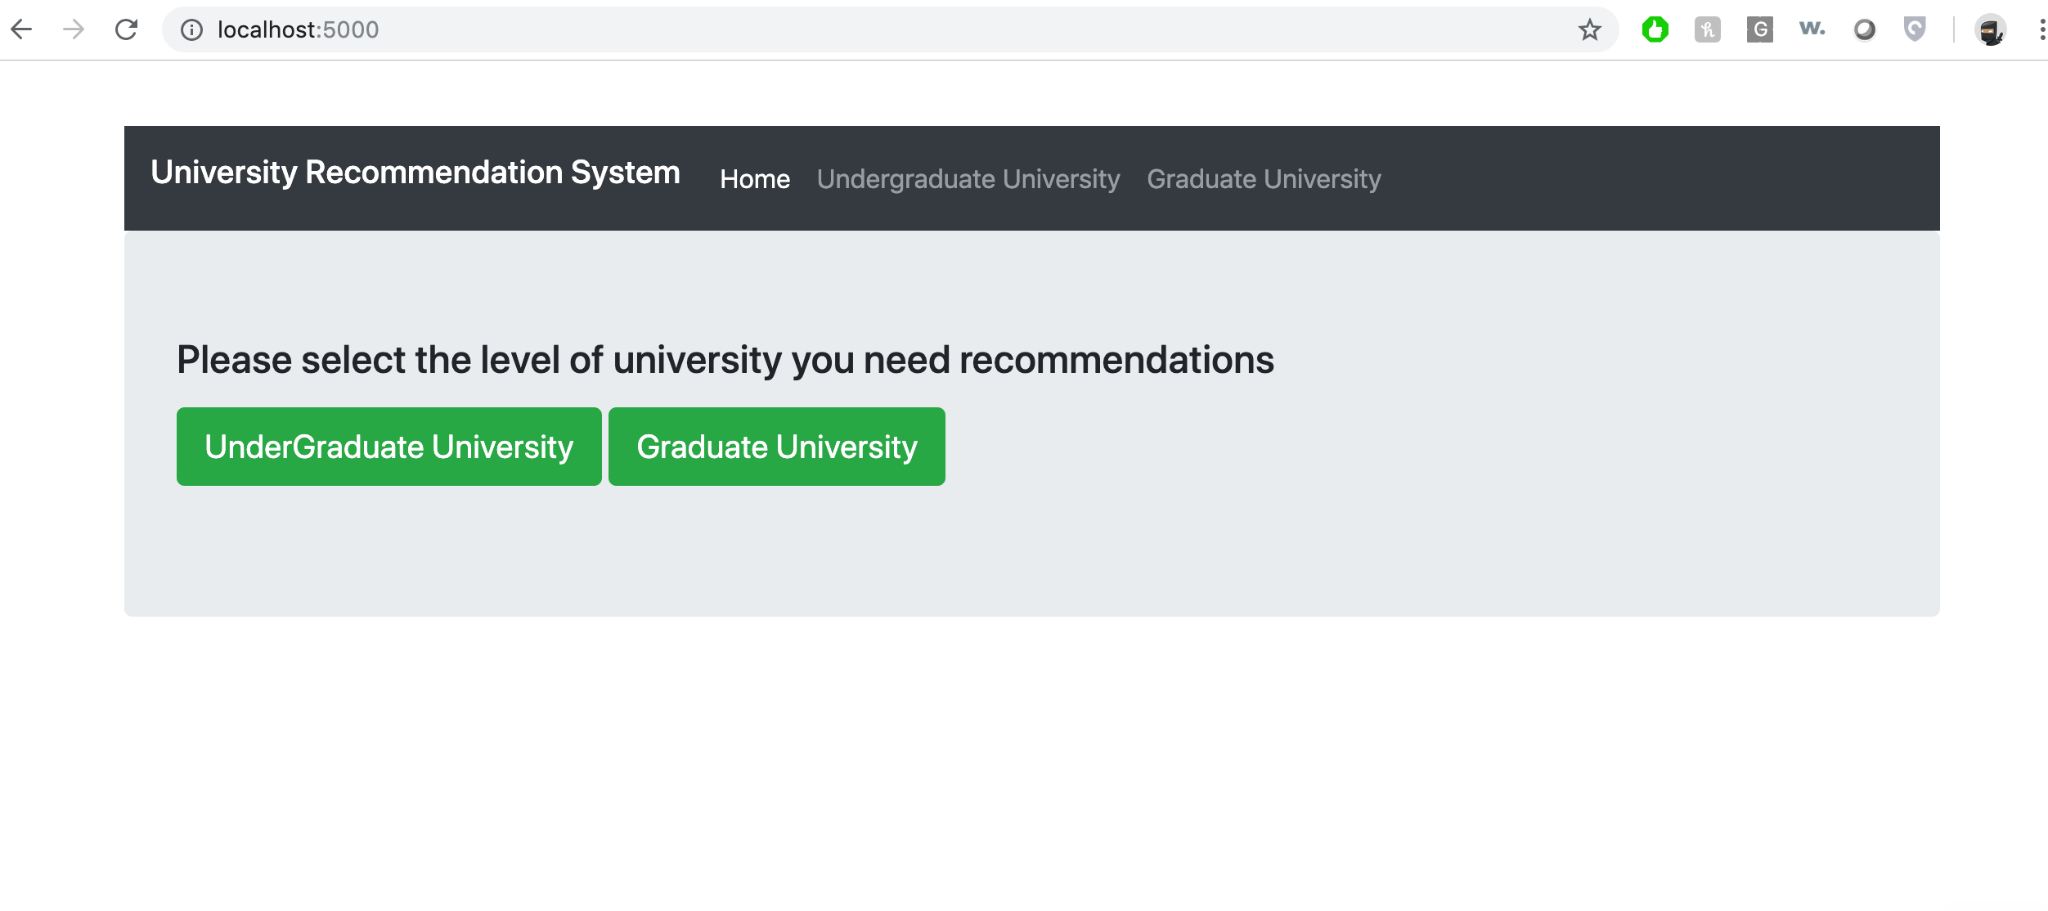 localhost:5000
G
w.
University Recommendation System Home Undergraduate University Graduate University
Please select the level of university you need recommendations
UnderGraduate University Graduate University